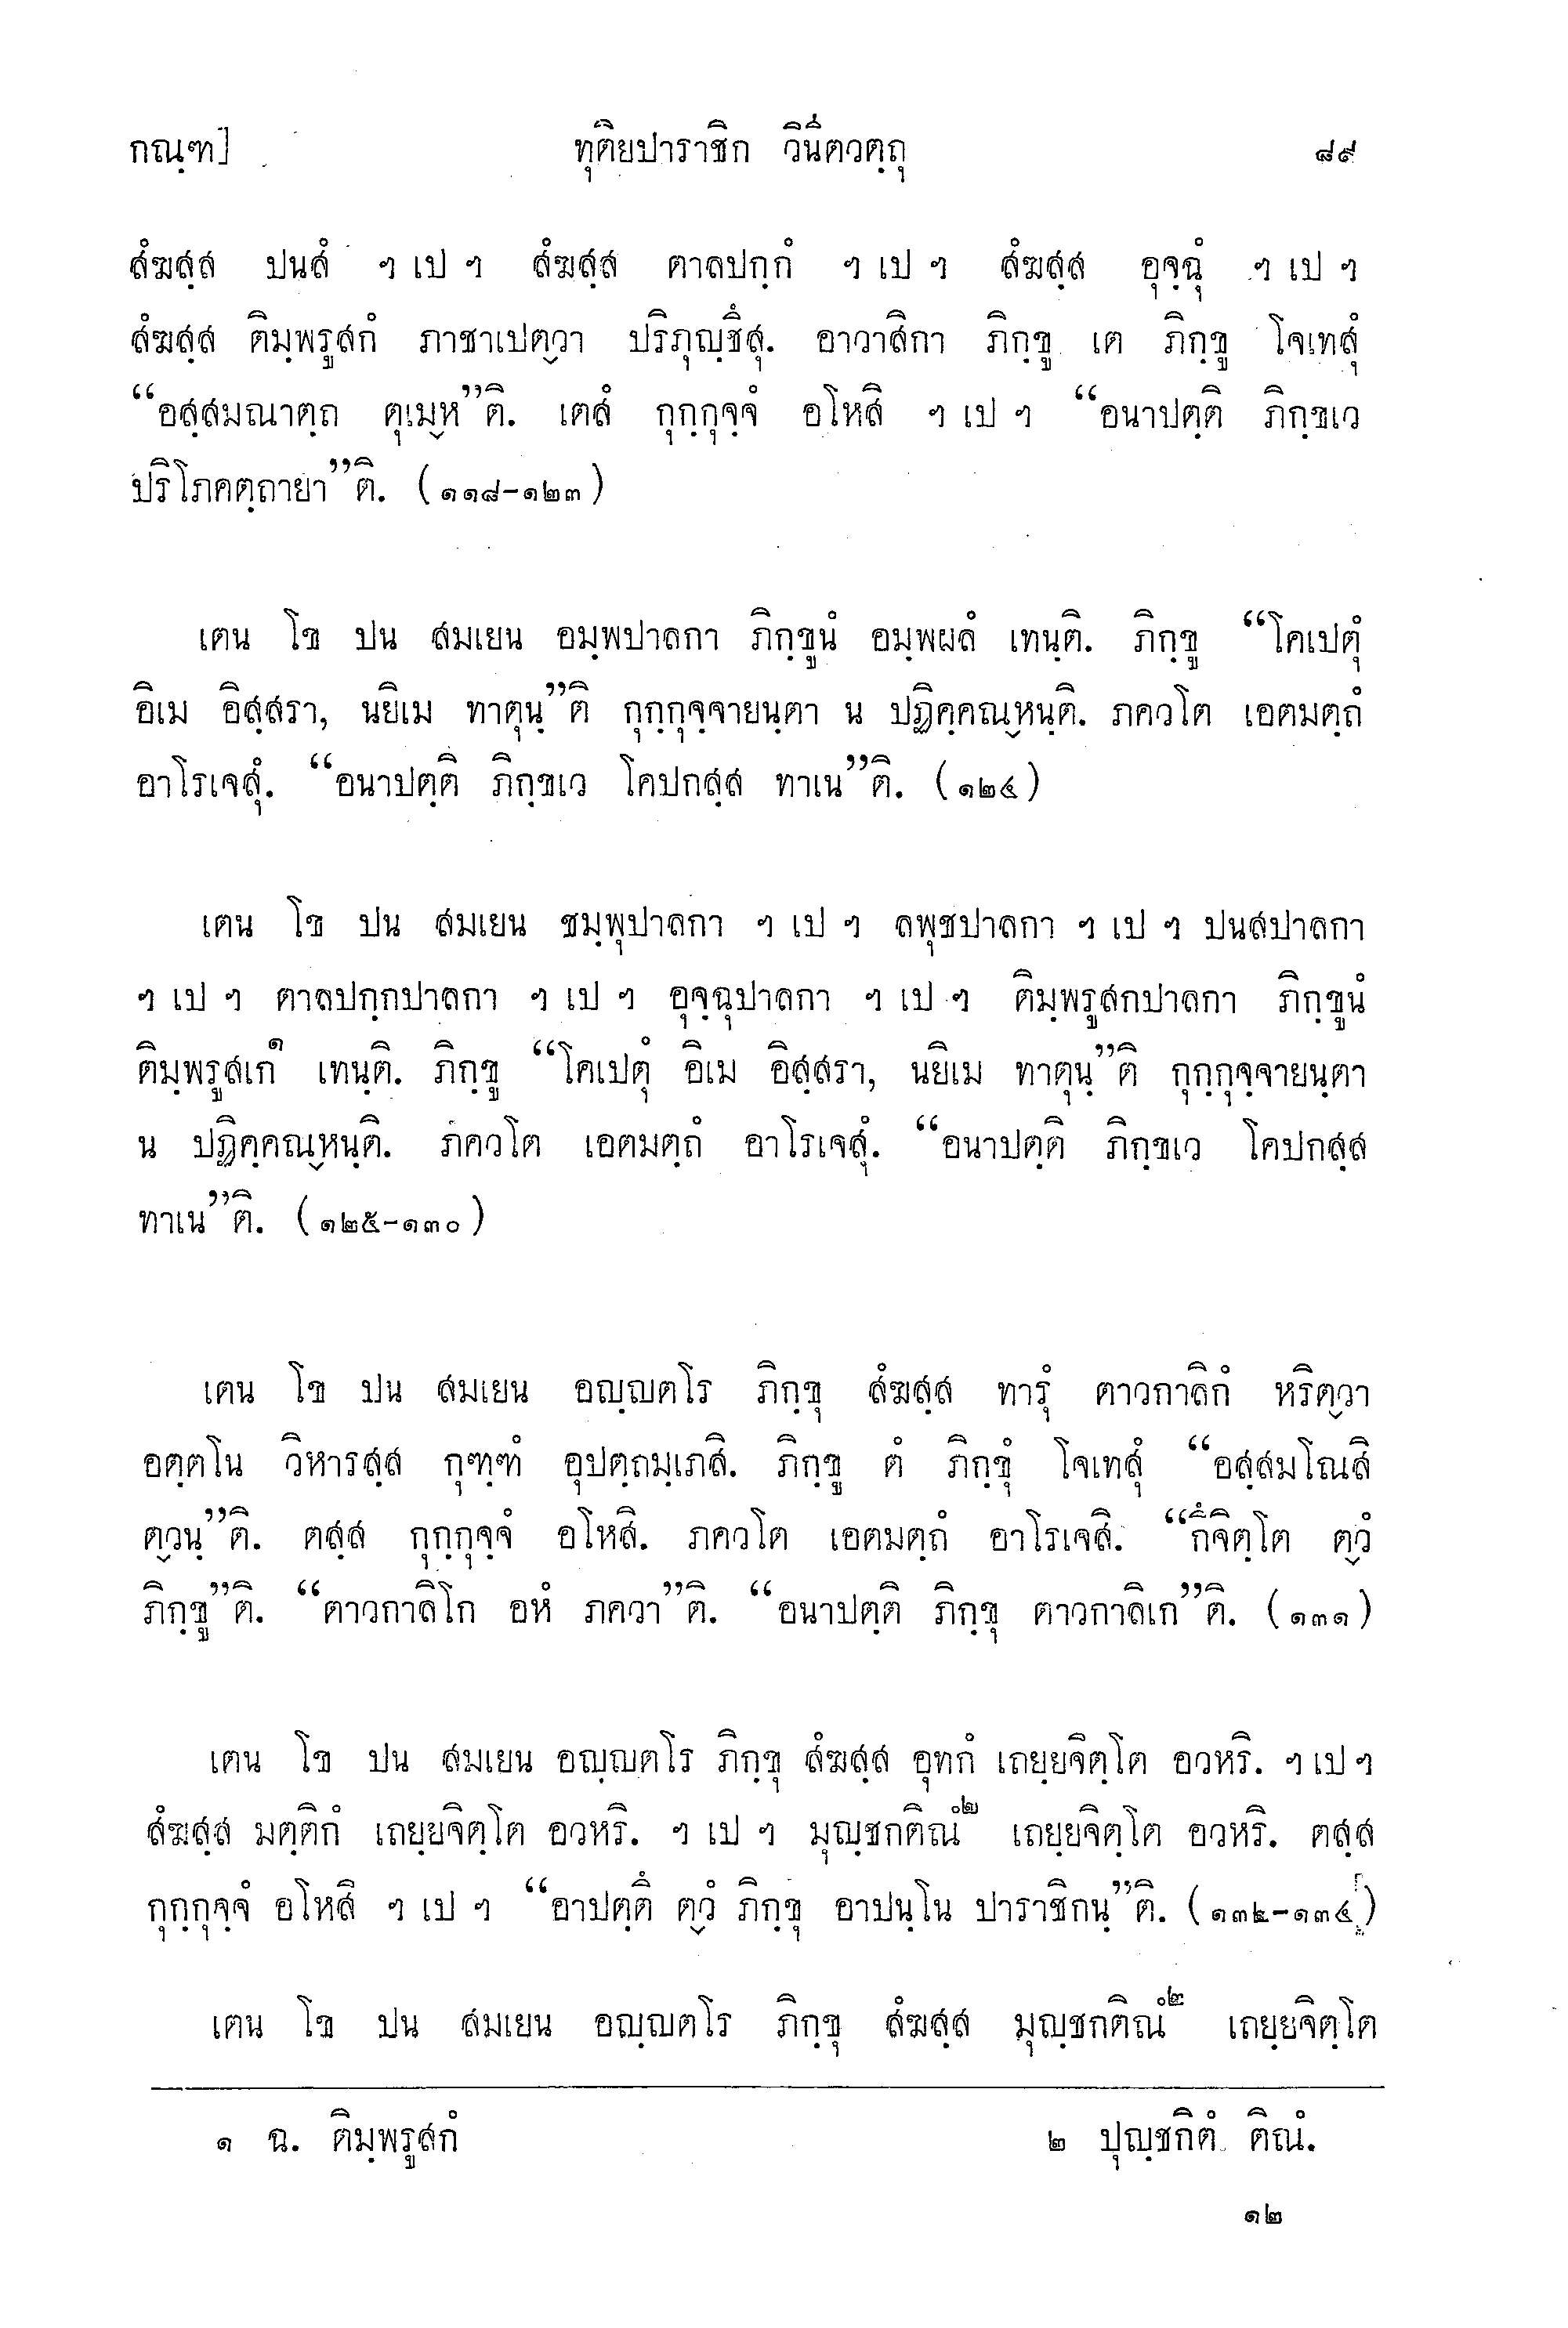 กณฺฑ] ทุติยปาราชิก วินีตวตฺถุ ๘๙
สํฆสฺส ปนสํ ฯ เป ฯ สํฆสฺส ตาลปกฺกํ ฯ เป ฯ สํฆสฺส อุจฺฉุํ ฯ เป ฯ
สํฆสฺส ติมฺพรูสกํ ภาชาเปตฺวา ปริภุญฺชึสุ. อาวาสิกา ภิกฺขู เต ภิกฺขู โจเทสุํ
“อสฺสมณาตฺถ ตุเมฺห”ติ. เตสํ กุกฺกุจฺจํ อโหสิ ฯ เป ฯ “อนาปตฺติ ภิกฺขเว
ปริโภคตฺถายา”ติ. (๑๑๘-๑๒๓)
เตน โข ปน สมเยน อมฺพปาลกา ภิกฺขูนํ อมฺพผลํ เทนฺติ. ภิกฺขู “โคเปตุํ
อิเม อิสฺสรา, นยิเม ทาตุนฺ”ติ กุกฺกุจฺจายนฺตา น ปฏิคฺคณฺหนฺติ. ภควโต เอตมตฺถํ
อาโรเจสุํ. “อนาปตฺติ ภิกฺขเว โคปกสฺส ทาเน”ติ. (๑๒๔)
เตน โข ปน สมเยน ชมฺพุปาลกา ฯ เป ฯ ลพุชปาลกา ฯ เป ฯ ปนสปาลกา
ฯ เป ฯ ตาลปกฺกปาลกา ฯ เป ฯ อุจฺฉุปาลกา ฯ เป ฯ ติมฺพรูสกปาลกา ภิกฺขูนํ
ติมฺพรูสเก๑ เทนฺติ. ภิกฺขู “โคเปตุํ อิเม อิสฺสรา, นยิเม ทาตุนฺ”ติ กุกฺกุจฺจายนฺตา
น ปฏิคฺคณฺหนฺติ. ภควโต เอตมตฺถํ อาโรเจสุํ. “อนาปตฺติ ภิกฺขเว โคปกสฺส
ทาเน”ติ. (๑๒๕-๑๓๐)
เตน โข ปน สมเยน อญฺญตโร ภิกฺขุ สํฆสฺส ทารุํ ตาวกาลิกํ หริตฺวา
อตฺตโน วิหารสฺส กุฑฺฑํ อุปตฺถมฺเภสิ. ภิกฺขู ตํ ภิกฺขุํ โจเทสุํ “อสฺสมโณสิ
ตฺวนฺ”ติ. ตสฺส กุกฺกุจฺจํ อโหสิ. ภควโต เอตมตฺถํ อาโรเจสิ. “กึจิตฺโต ตฺวํ
ภิกฺขู”ติ. “ตาวกาลิโก อหํ ภควา”ติ. “อนาปตฺติ ภิกฺขุ ตาวกาลิเก”ติ. (๑๓๑)
เตน โข ปน สมเยน อญฺญตโร ภิกฺขุ สํฆสฺส อุทกํ เถยฺยจิตฺโต อวหริ. ฯ เป ฯ
สํฆสฺส มตฺติกํ เถยฺยจิตฺโต อวหริ. ฯ เป ฯ มุญฺชกติณํ๒ เถยฺยจิตฺโต อวหริ. ตสฺส
กุกฺกุจฺจํ อโหสิ ฯ เป ฯ “อาปตฺตึ ตฺวํ ภิกฺขุ อาปนฺโน ปาราชิกนฺ”ติ. (๑๓๒-๑๓๔)
เตน โข ปน สมเยน อญฺญตโร ภิกฺขุ สํฆสฺส มุญฺชกติณํ๒ เถยฺยจิตฺโต
๑ ฉ. ติมฺพรูสกํ ๒ ปุญฺชกิตํ ติณํ.
๑๒